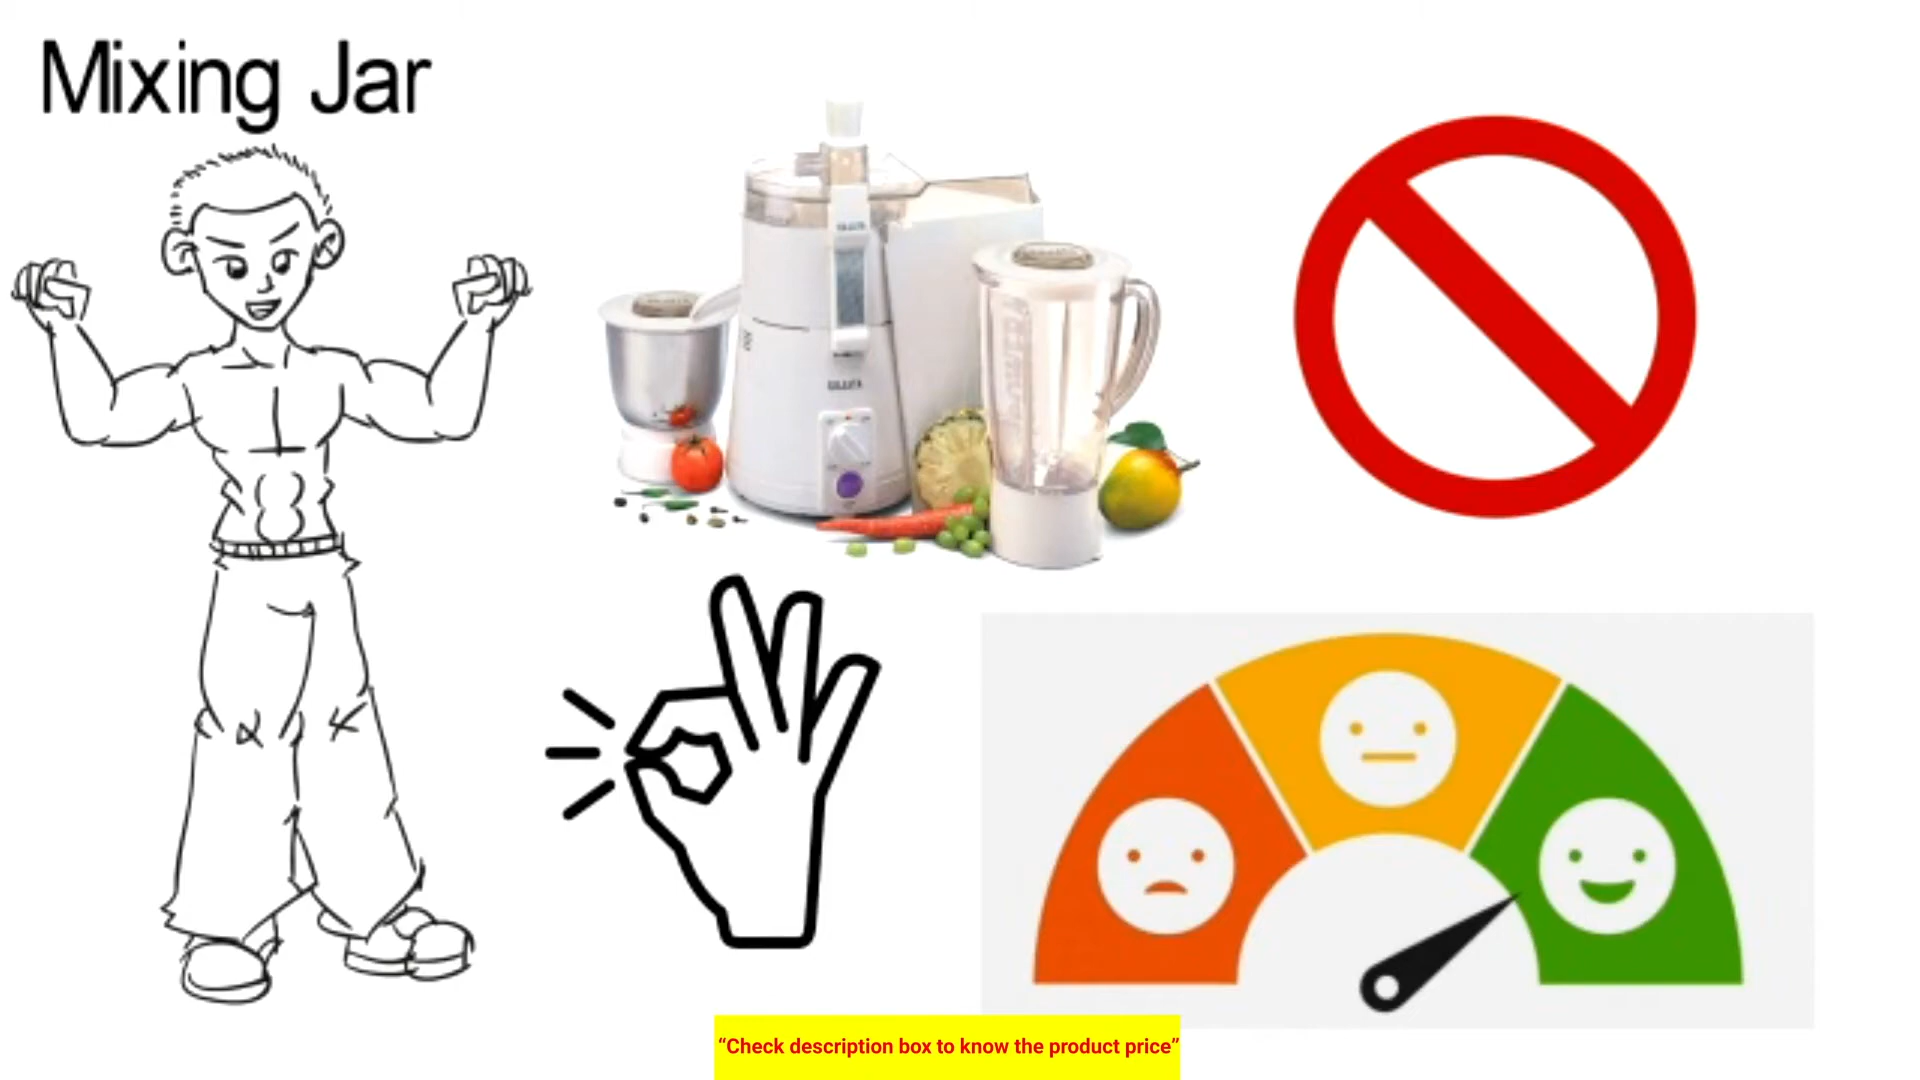 Mixing Jar
“Check description box to know the product price”